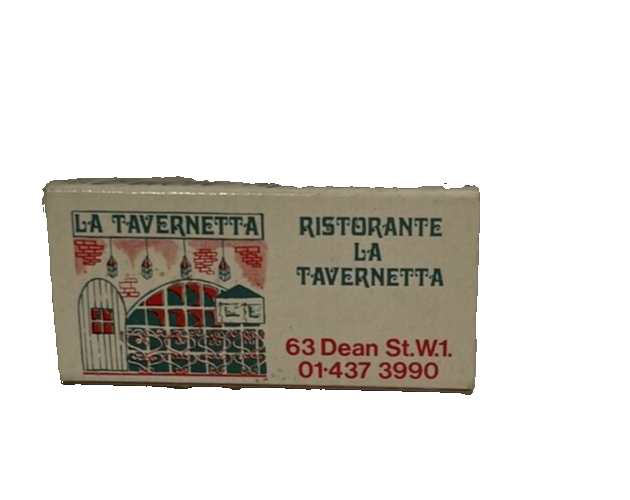 LA TAVERNETTA
RISTORANTE
LA
TAVERNETTA
63 Dean St.W.1.
01·437 3990